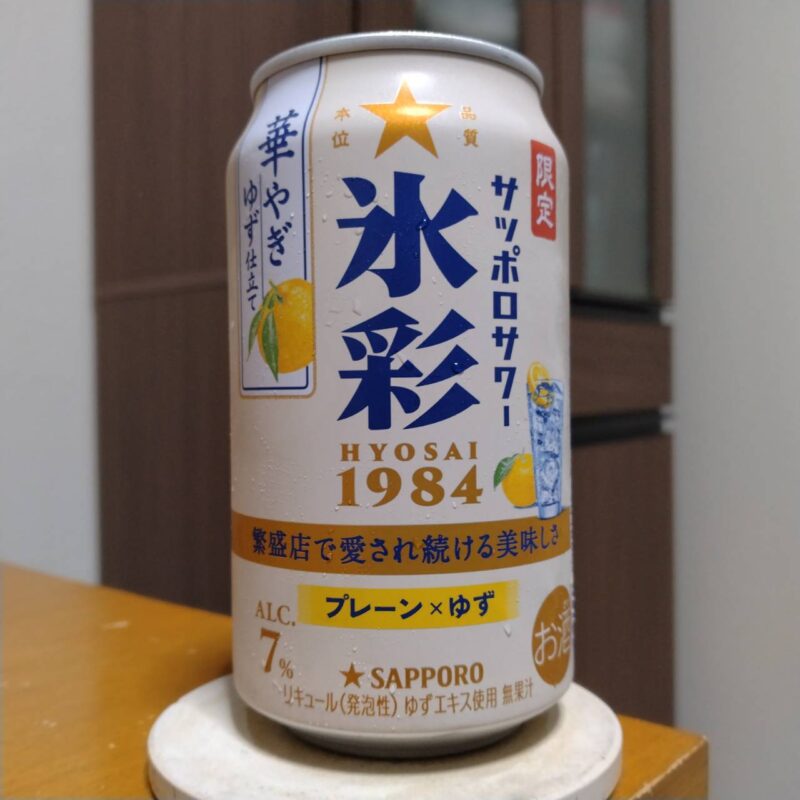 華やぎ
ゆず仕立て
品質
本位
限定
サッポロサワー
氷彩
HYOSAI
1984
繁盛店で愛され続ける美味しさ
プレーン×ゆず
ALC.
7%
お酒
SAPPORO
リキュール(発泡性) ゆずエキス使用 無果汁